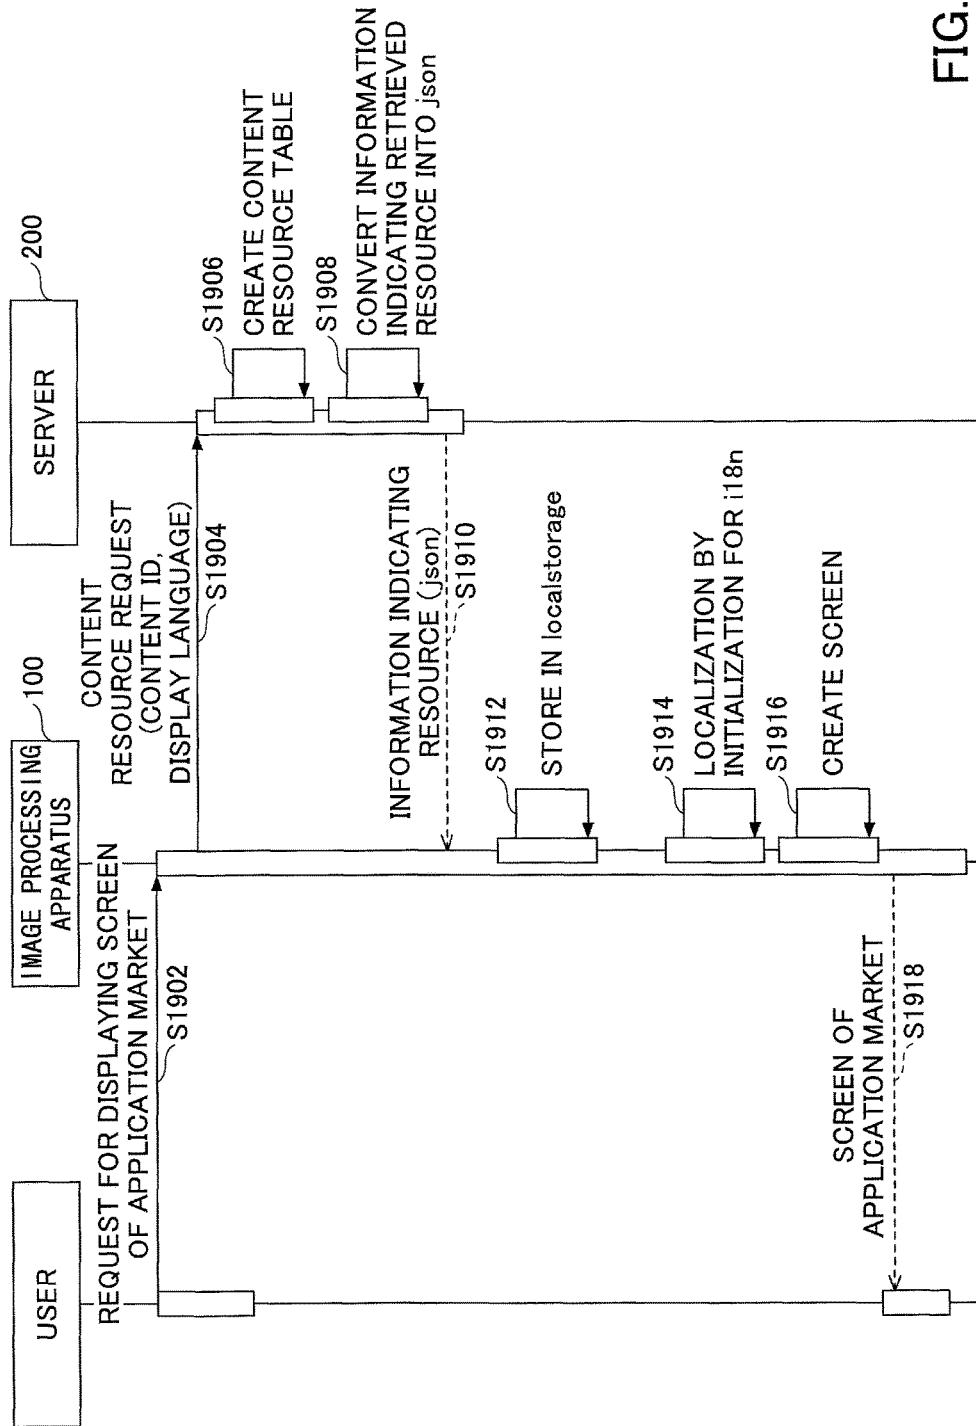 USER
IMAGE PROCESSING
APPARATUS
100
SERVER
200
REQUEST FOR DISPLAYING SCREEN
OF APPLICATION MARKET
S1902
CONTENT
RESOURCE REQUEST
(CONTENT ID,
DISPLAY LANGUAGE)
S1904
S1906
CREATE CONTENT
RESOURCE TABLE
S1908
CONVERT INFORMATION
INDICATING RETRIEVED
RESOURCE INTO json
INFORMATION INDICATING
RESOURCE (json)
S1910
S1912
STORE IN localstorage
S1914
LOCALIZATION BY
INITIALIZATION FOR i18n
S1916
CREATE SCREEN
SCREEN OF
APPLICATION MARKET
S1918
FIG.